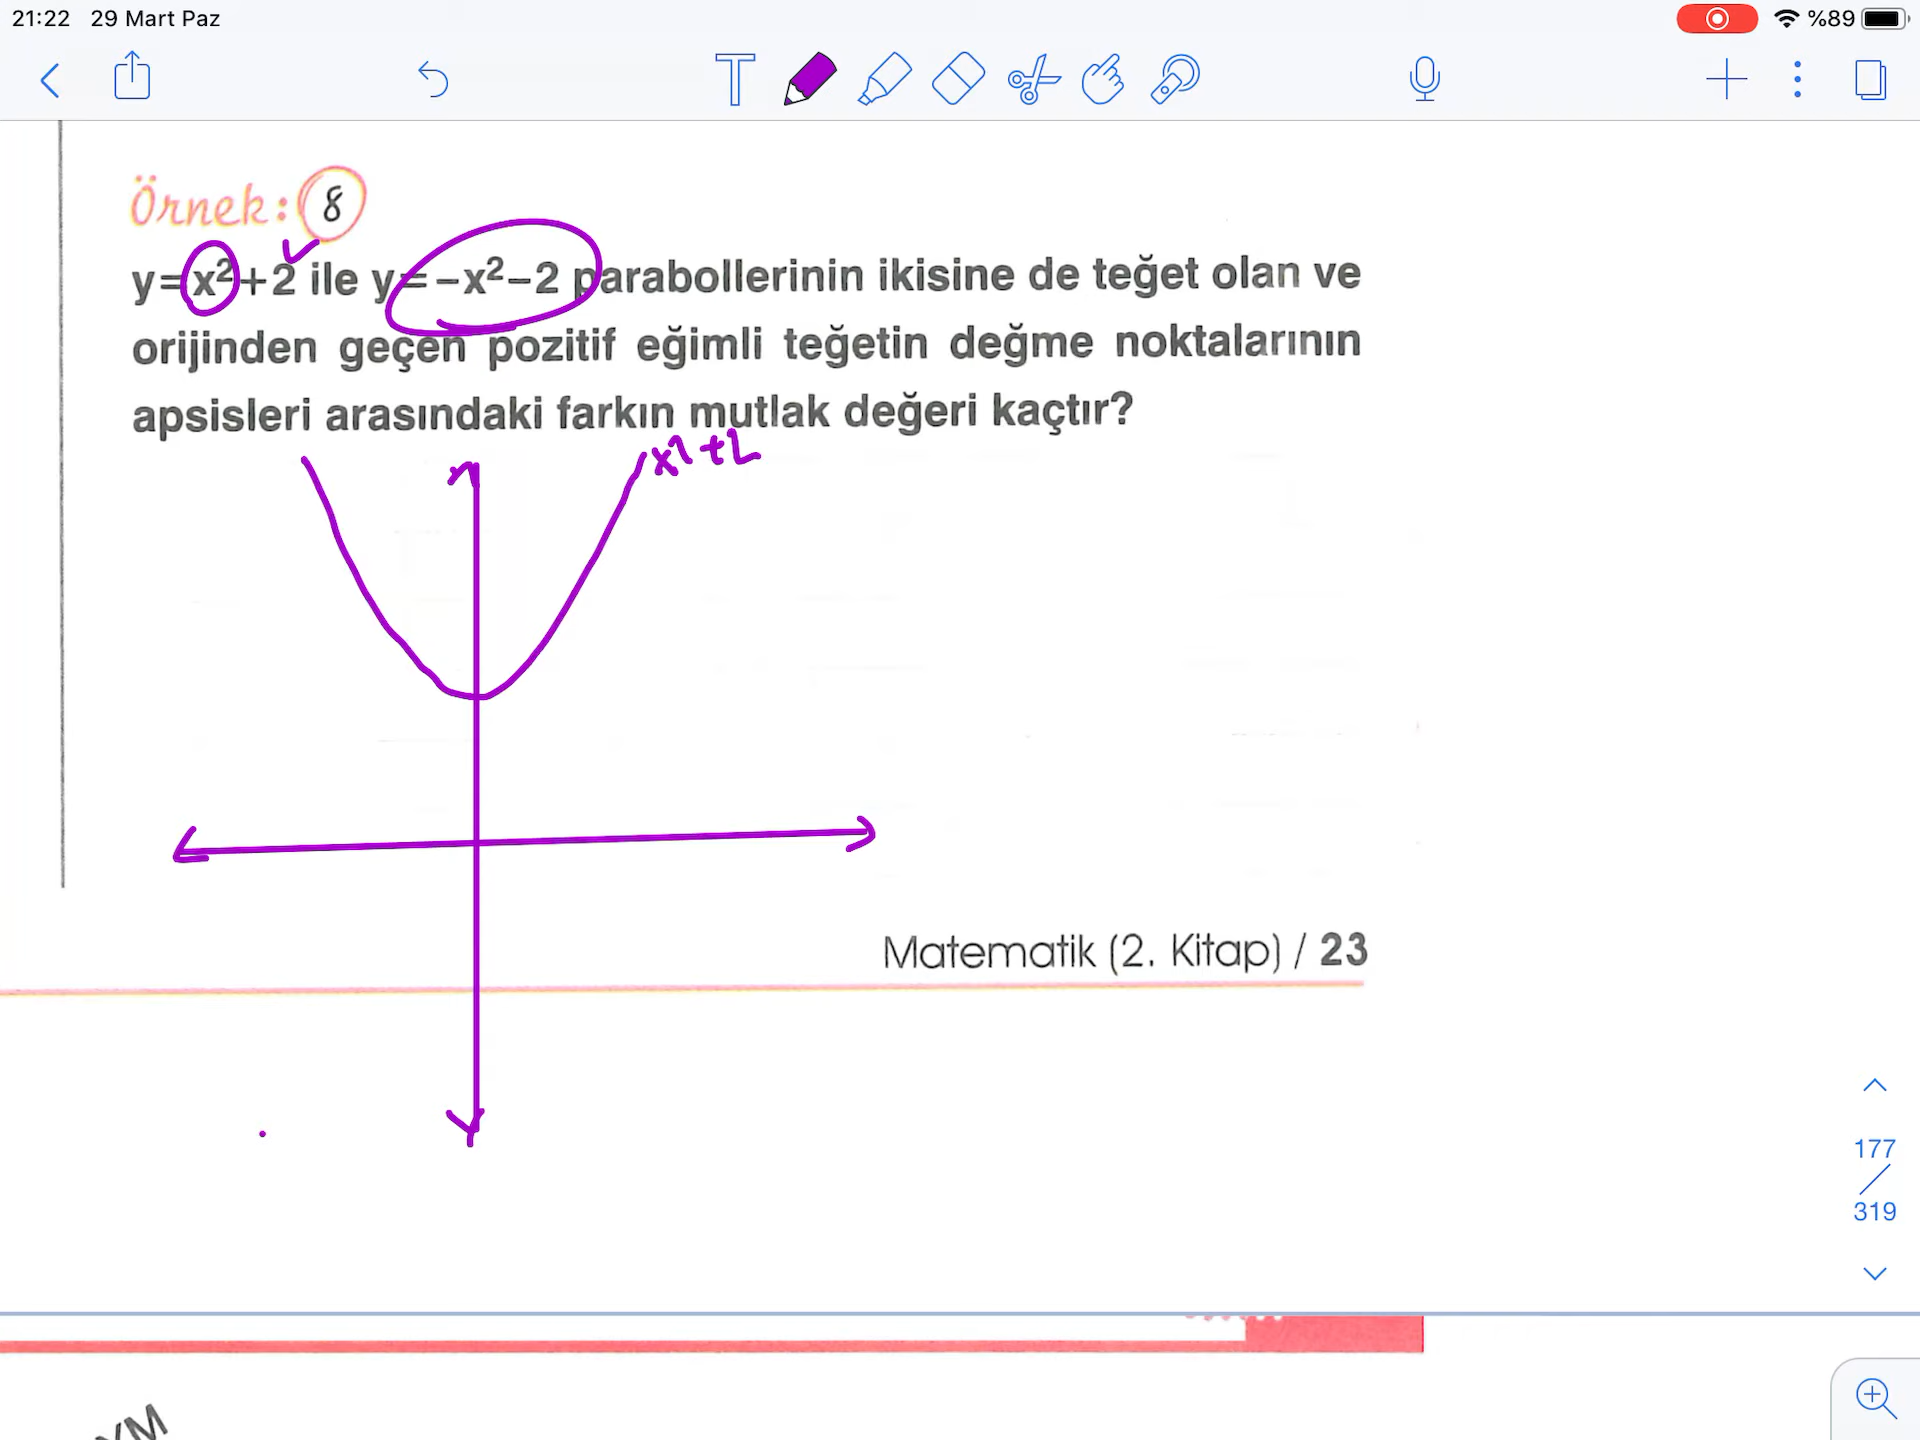 21:22 29 Mart Paz %89
Örnek: 8
y=x²+2 ile y=-x²-2 parabollerinin ikisine de teğet olan ve
orijinden geçen pozitif eğimli teğetin değme noktalarının
apsisleri arasındaki farkın mutlak değeri kaçtır?
x²+2
Matematik (2. Kitap) / 23
177
319